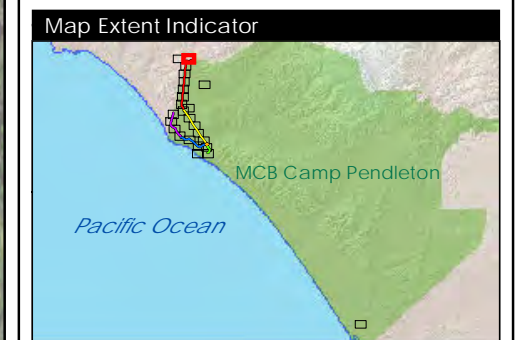 Map Extent Indicator
MCB Camp Pendleton
Pacific Ocean